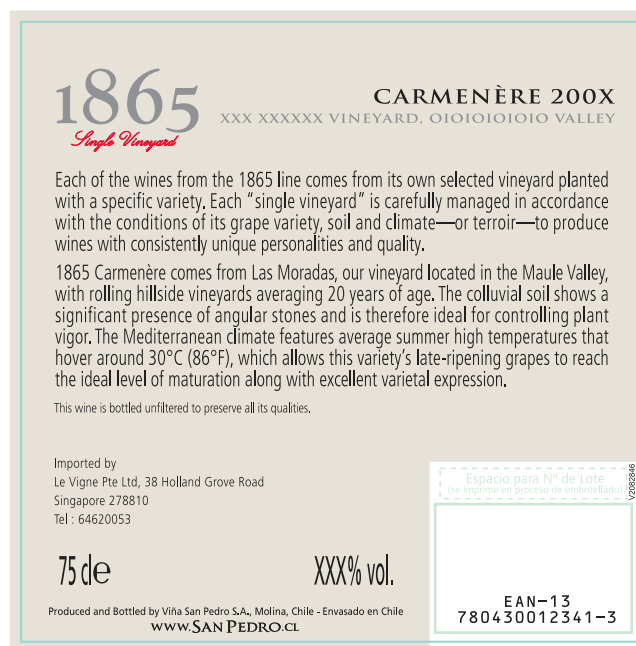 1865
Single Vineyard
CARMENÈRE 200X
XXX XXXXXX VINEYARD, OIOIOIOIOIO VALLEY
Each of the wines from the 1865 line comes from its own selected vineyard planted
with a specific variety. Each “single vineyard” is carefully managed in accordance
with the conditions of its grape variety, soil and climate—or terroir—to produce
wines with consistently unique personalities and quality.
1865 Carmenère comes from Las Moradas, our vineyard located in the Maule Valley,
with rolling hillside vineyards averaging 20 years of age. The colluvial soil shows a
significant presence of angular stones and is therefore ideal for controlling plant
vigor. The Mediterranean climate features average summer high temperatures that
hover around 30°C (86°F), which allows this variety’s late-ripening grapes to reach
the ideal level of maturation along with excellent varietal expression.
This wine is bottled unfiltered to preserve all its qualities.
Imported by
Le Vigne Pte Ltd, 38 Holland Grove Road
Singapore 278810
Tel : 64620053
75 cl e
XXX% vol.
Produced and Bottled by Viña San Pedro S.A., Molina, Chile - Envasado en Chile
WWW.SAN PEDRO.CL
Espacio para Nº de Lote
(se imprime en proceso de embotellado)
V2082846
EAN-13
780430012341-3